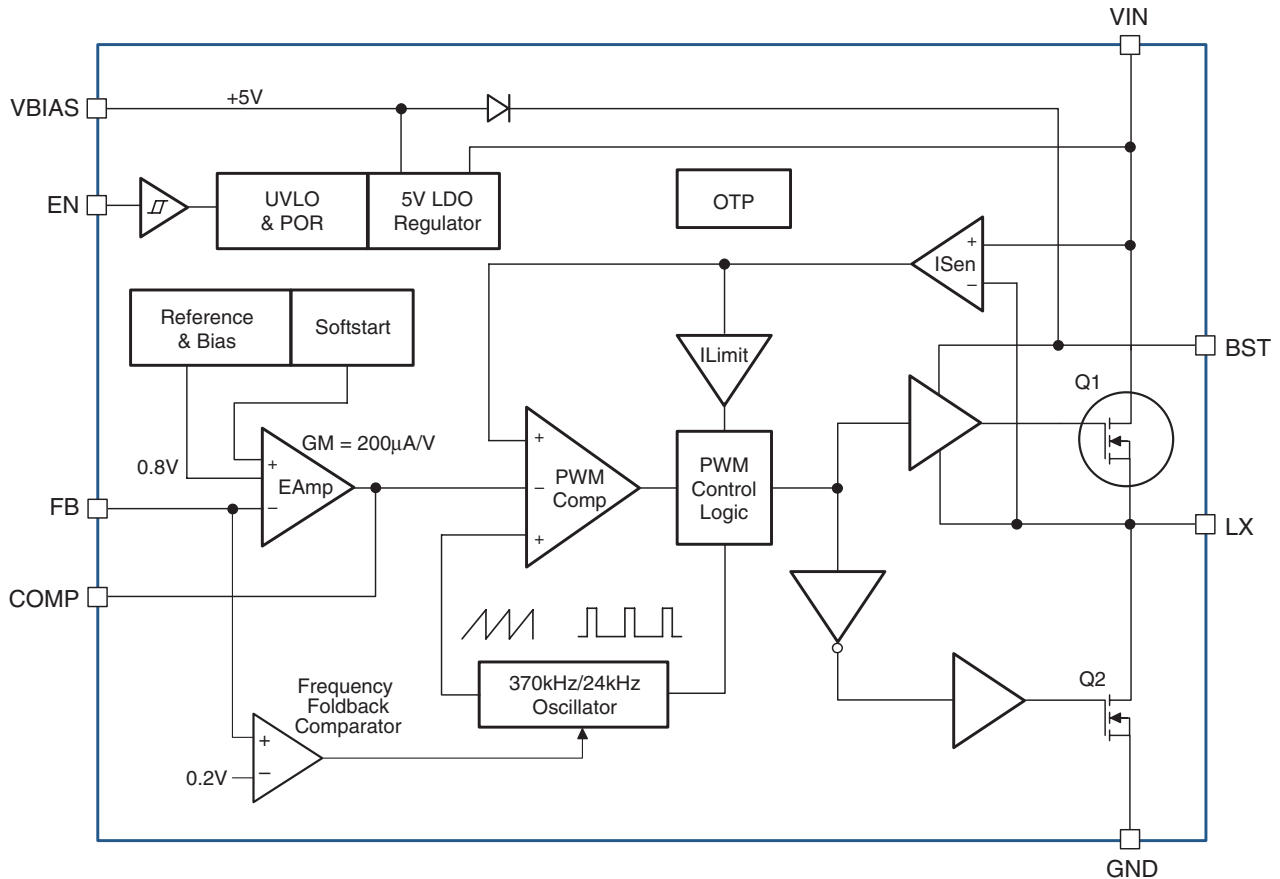 VIN
VBIAS
+5V
EN
UVLO
& POR
5V LDO
Regulator
OTP
+
ISen
−
Reference
& Bias
Softstart
ILimit
BST
Q1
GM = 200µA/V
0.8V
+
EAmp
−
+
PWM
Comp
−
+
PWM
Control
Logic
FB
LX
COMP
370kHz/24kHz
Oscillator
Frequency
Foldback
Comparator
+
−
0.2V
Q2
GND